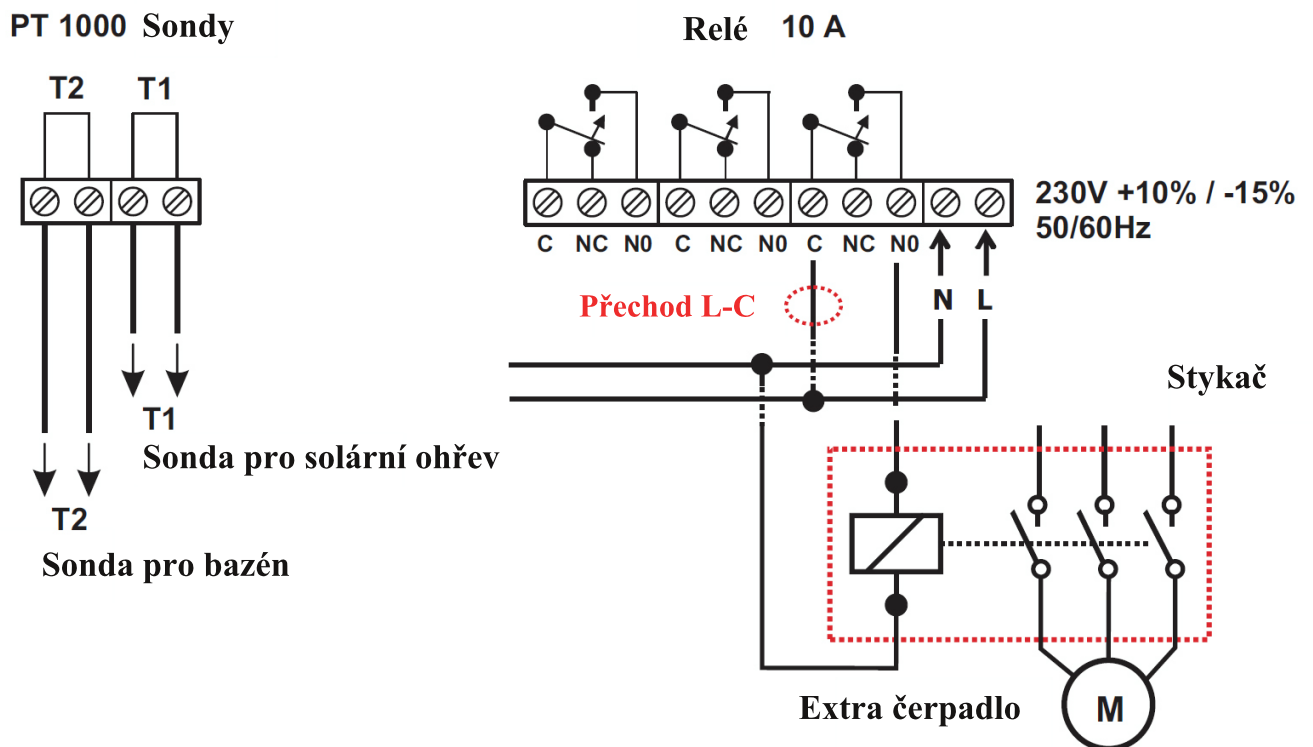 PT 1000 Sondy
Relé 10 A
T2 T1
230V +10% / -15%
50/60Hz
C NC N0 C NC N0 C NC N0
Přechod L-C
N L
Stykač
T1
Sonda pro solární ohřev
T2
Sonda pro bazén
Extra čerpadlo
M